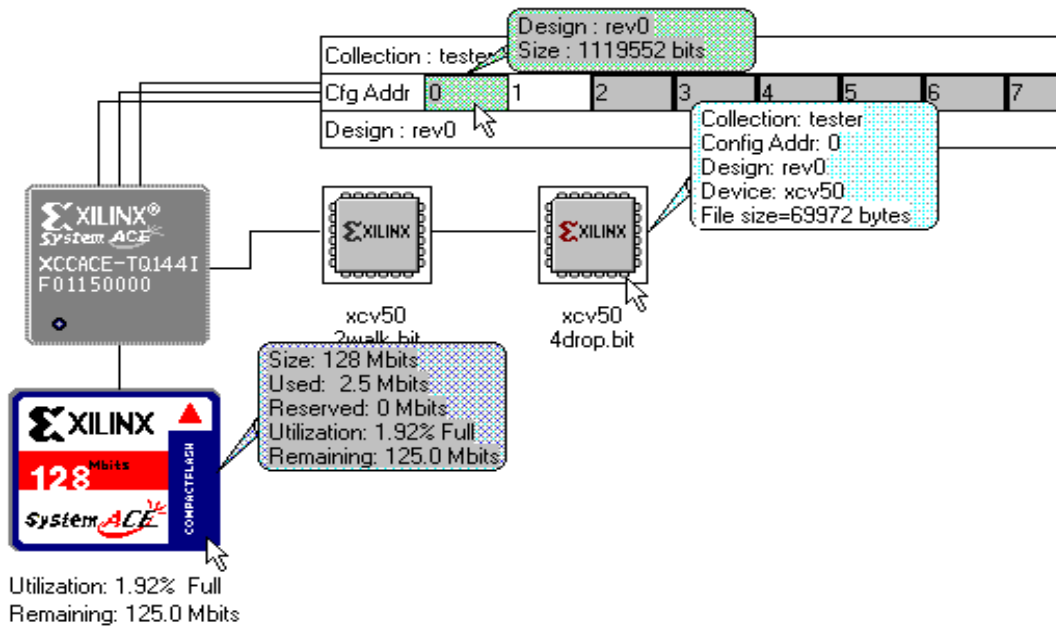 Design : rev0
Size : 1119552 bits
Collection : tester
Cfg Addr 0 1 2 3 4 5 6 7
Design : rev0
Collection: tester
Config Addr: 0
Design: rev0
Device: xcv50
File size=69972 bytes
XILINX®
System ACE
XCCACE-TQ144I
F01150000
XILINX
XILINX
xcv50
2walk.bit
xcv50
4drop.bit
Size: 128 Mbits
Used: 2.5 Mbits
Reserved: 0 Mbits
Utilization: 1.92% Full
Remaining: 125.0 Mbits
XILINX
128 Mbits
System ACE
COMPACTFLASH
Utilization: 1.92% Full
Remaining: 125.0 Mbits